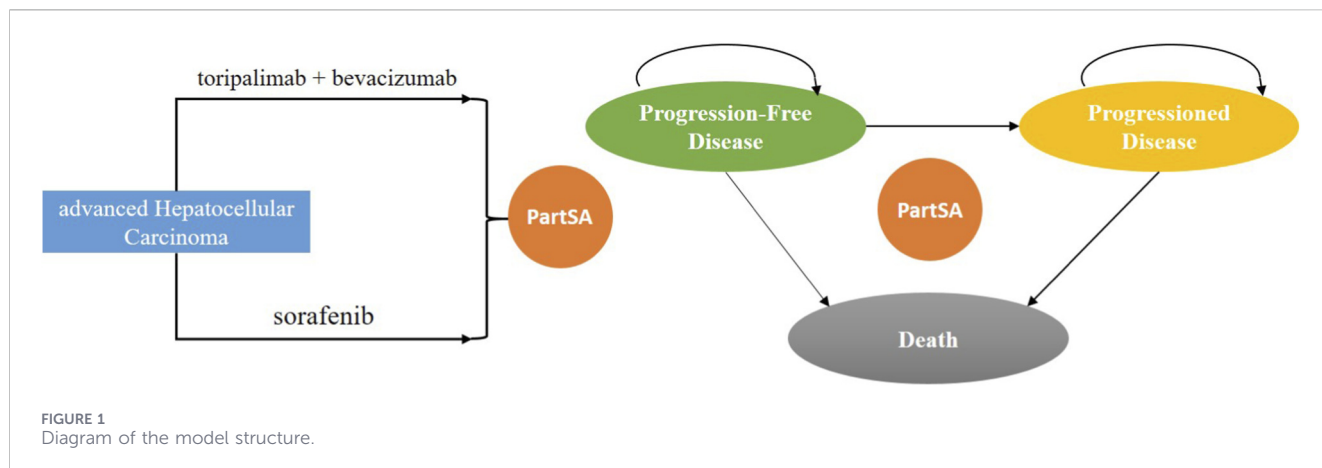 toripalimab + bevacizumab
advanced Hepatocellular
Carcinoma
sorafenib
PartSA
Progression-Free
Disease
Progressioned
Disease
PartSA
Death
FIGURE 1
Diagram of the model structure.